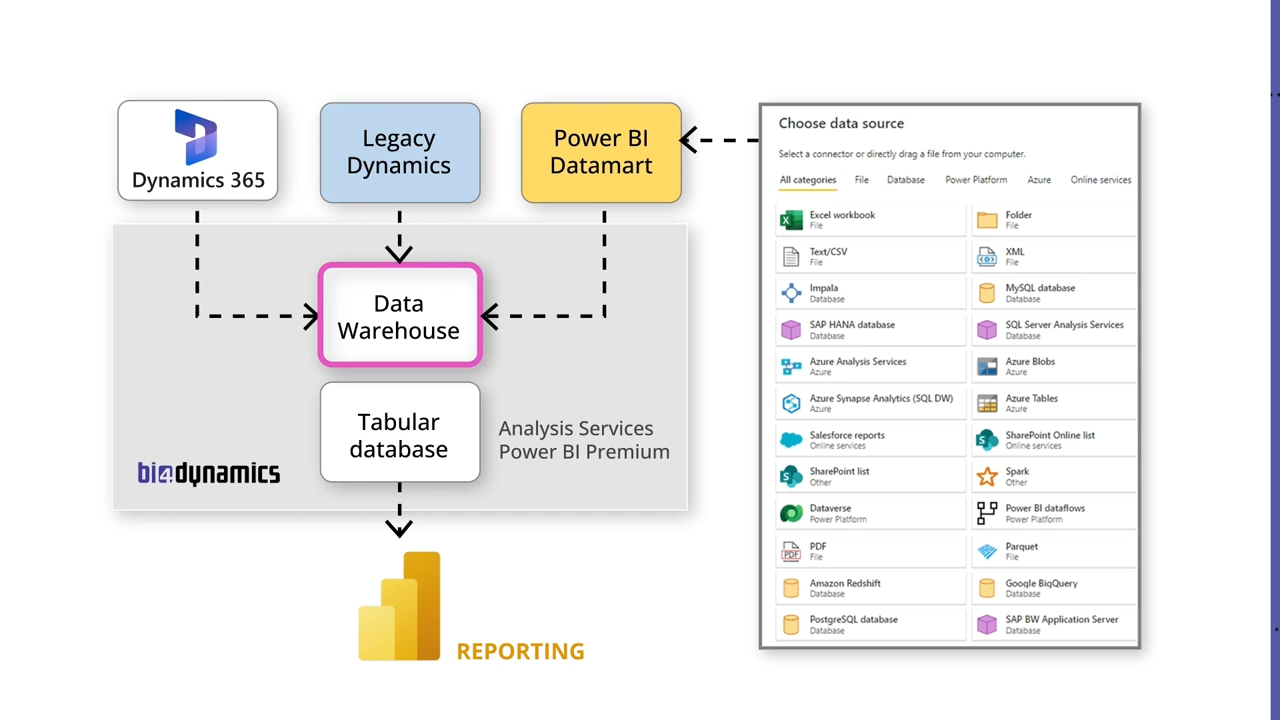 Dynamics 365
Legacy
Dynamics
Power BI
Datamart
Data
Warehouse
Tabular
database
Analysis Services
Power BI Premium
bi4dynamics
REPORTING
Choose data source
Select a connector or directly drag a file from your computer.
All categories File Database Power Platform Azure Online services
Excel workbook
File
Folder
File
Text/CSV
File
XML
File
Impala
Database
MySQL database
Database
SAP HANA database
Database
SQL Server Analysis Services
Database
Azure Analysis Services
Azure
Azure Blobs
Azure
Azure Synapse Analytics (SQL DW)
Azure
Azure Tables
Azure
Salesforce reports
Online services
SharePoint Online list
Online services
SharePoint list
Other
Spark
Other
Dataverse
Power Platform
Power BI dataflows
Power Platform
PDF
PDF
File
Parquet
File
Amazon Redshift
Database
Google BigQuery
Database
PostgreSQL database
Database
SAP BW Application Server
Database